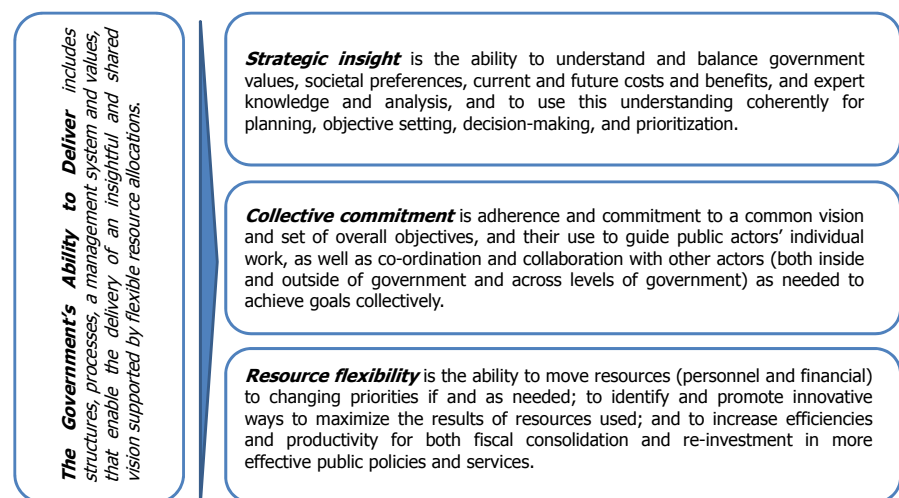 The Government's Ability to Deliver includes
structures, processes, a management system and values,
that enable the delivery of an insightful and shared
vision supported by flexible resource allocations.
Strategic insight is the ability to understand and balance government
values, societal preferences, current and future costs and benefits, and expert
knowledge and analysis, and to use this understanding coherently for
planning, objective setting, decision-making, and prioritization.
Collective commitment is adherence and commitment to a common vision
and set of overall objectives, and their use to guide public actors' individual
work, as well as co-ordination and collaboration with other actors (both inside
and outside of government and across levels of government) as needed to
achieve goals collectively.
Resource flexibility is the ability to move resources (personnel and financial)
to changing priorities if and as needed; to identify and promote innovative
ways to maximize the results of resources used; and to increase efficiencies
and productivity for both fiscal consolidation and re-investment in more
effective public policies and services.